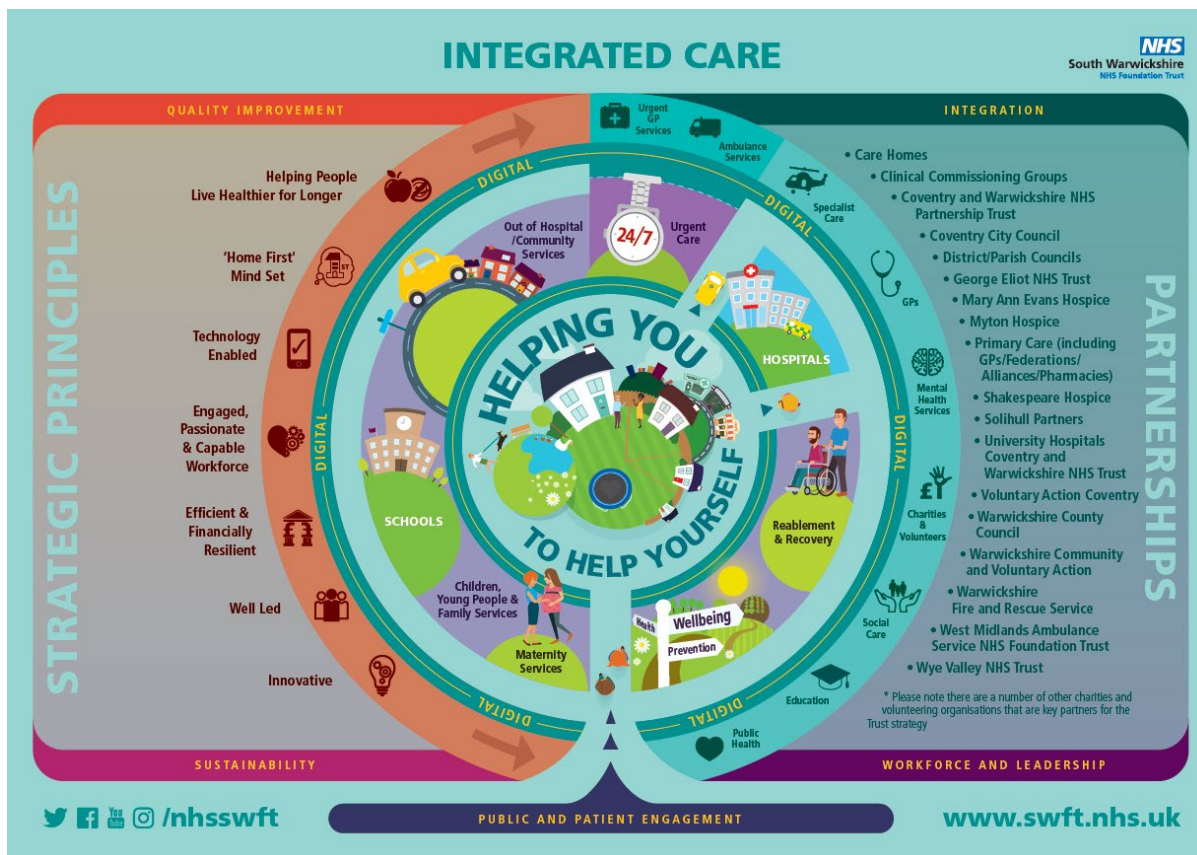 INTEGRATED CARE
NHS
South Warwickshire
NHS Foundation Trust
QUALITY IMPROVEMENT
INTEGRATION
STRATEGIC PRINCIPLES
Helping People
Live Healthier for Longer
'Home First'
Mind Set
1ST
Technology
Enabled
Engaged,
Passionate
& Capable
Workforce
Efficient &
Financially
Resilient
Well Led
Innovative
DIGITAL
DIGITAL
DIGITAL
DIGITAL
DIGITAL
DIGITAL
Urgent
GP
Services
Ambulance
Services
Specialist
Care
GPs
Mental
Health
Services
£
Charities
&
Volunteers
Social
Care
Education
Public
Health
Out of Hospital
/Community
Services
24/7
Urgent
Care
HOSPITALS
Reablement
& Recovery
Health
Wellbeing
Prevention
Maternity
Services
Children,
Young People &
Family Services
SCHOOLS
HELPING YOU
TO HELP YOURSELF
PARTNERSHIPS
• Care Homes
• Clinical Commissioning Groups
• Coventry and Warwickshire NHS
Partnership Trust
• Coventry City Council
• District/Parish Councils
• George Eliot NHS Trust
• Mary Ann Evans Hospice
• Myton Hospice
• Primary Care (including
GPs/Federations/
Alliances/Pharmacies)
• Shakespeare Hospice
• Solihull Partners
• University Hospitals
Coventry and
Warwickshire NHS Trust
• Voluntary Action Coventry
• Warwickshire County
Council
• Warwickshire Community
and Voluntary Action
• Warwickshire
Fire and Rescue Service
• West Midlands Ambulance
Service NHS Foundation Trust
• Wye Valley NHS Trust
* Please note there are a number of other charities and
volunteering organisations that are key partners for the
Trust strategy
SUSTAINABILITY
WORKFORCE AND LEADERSHIP
PUBLIC AND PATIENT ENGAGEMENT
You
Tube
/nhsswft
www.swft.nhs.uk